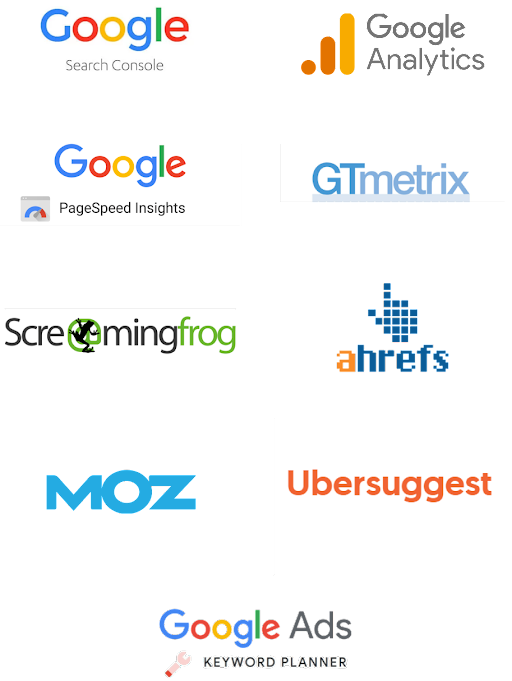 Google
Search Console
Google
Analytics
Google
PageSpeed Insights
GTmetrix
Screamingfrog
ahrefs
MOZ
Ubersuggest
Google Ads
KEYWORD PLANNER